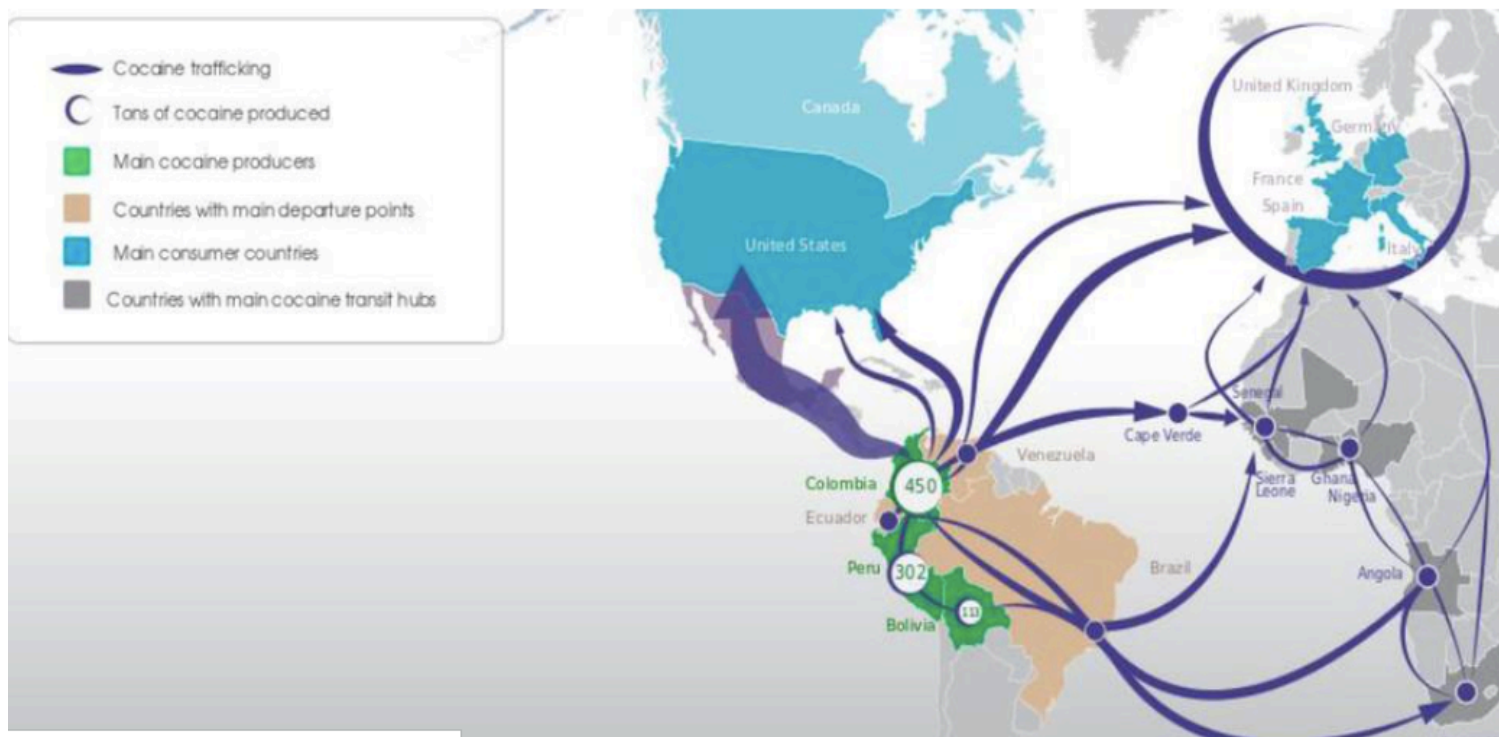 Cocaine trafficking
Tons of cocaine produced
Main cocaine producers
Countries with main departure points
Main consumer countries
Countries with main cocaine transit hubs
Canada
United States
United Kingdom
Germany
France
Spain
Italy
Senegal
Cape Verde
Venezuela
Sierra
Leone
Ghana
Nigeria
Colombia
450
Ecuador
Peru
302
Brazil
Angola
Bolivia